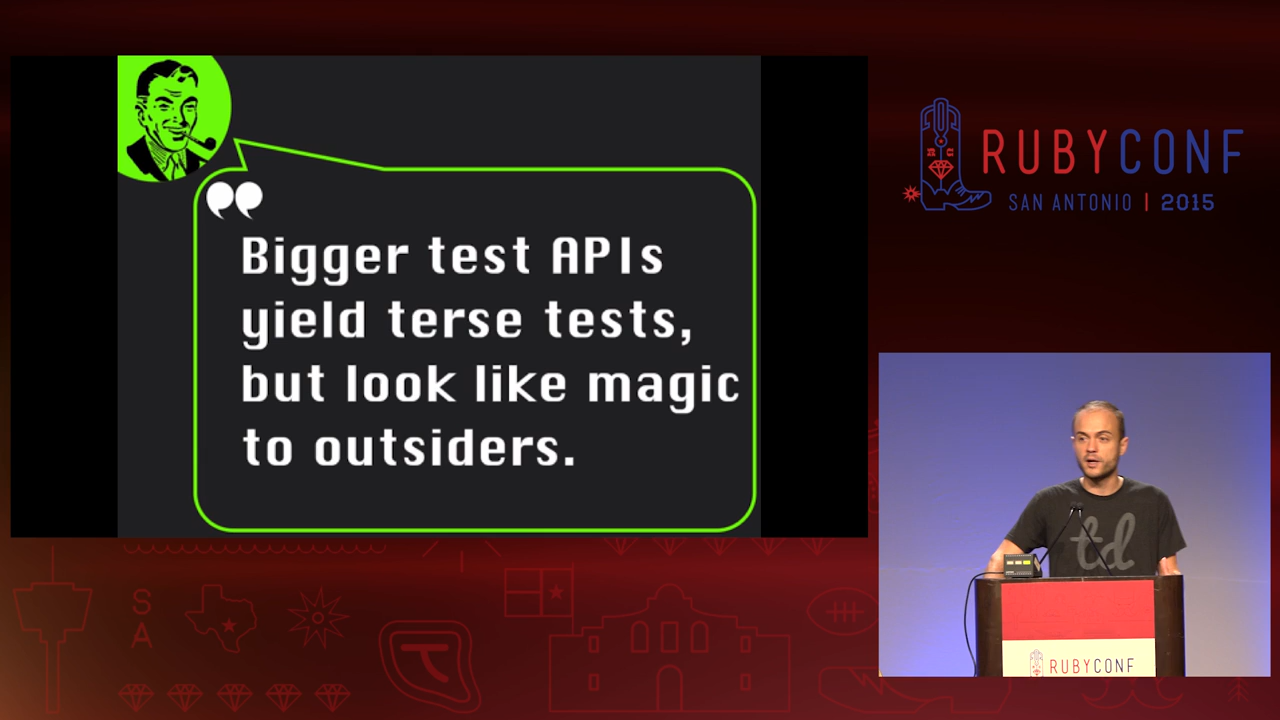 Bigger test APIs
yield terse tests,
but look like magic
to outsiders.
RUBYCONF
SAN ANTONIO | 2015
td
RUBYCONF
S
A